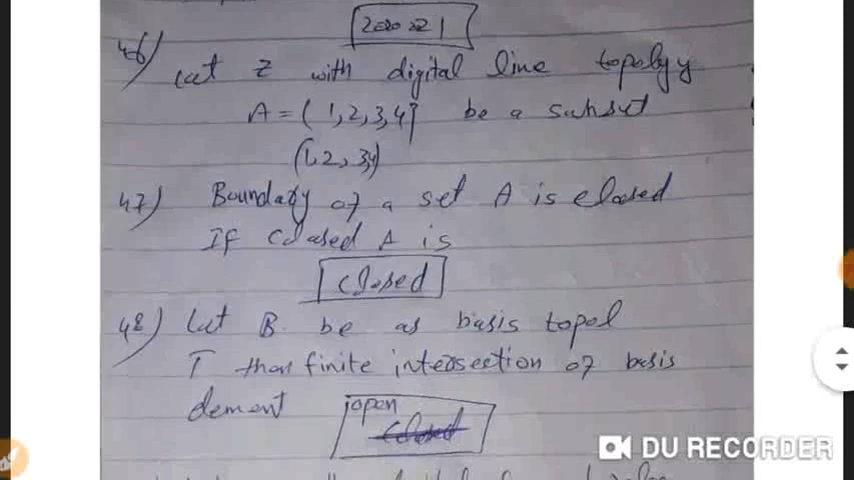 46) Let Z with digital line topology
A = ( 1, 2, 3, 4] be a subset
(1, 2, 3, 4)
47) Boundary of a set A is closed
If closed A is
closed
48) Let B be as basis topol
T then finite intersection of basis
element
open
closed
DU RECORDER